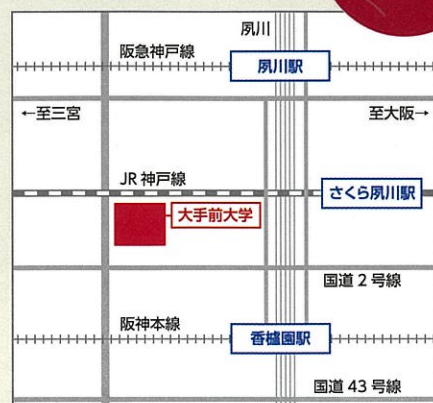 夙川
阪急神戸線
夙川駅
←至三宮
至大阪→
JR 神戸線
さくら夙川駅
大手前大学
国道 2 号線
阪神本線
香櫨園駅
国道 43 号線